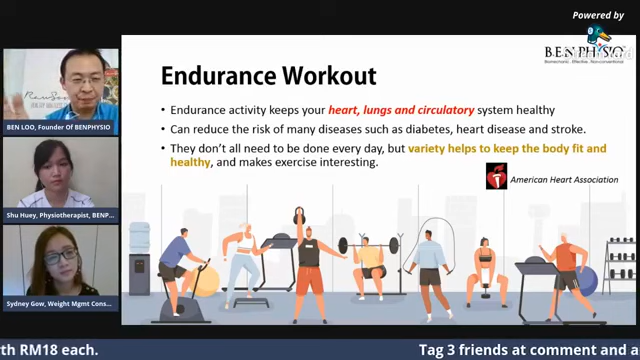 Powered by
BENPHYSIO
Biomechanic . Effective . Nonconventional
Endurance Workout
• Endurance activity keeps your heart, lungs and circulatory system healthy
• Can reduce the risk of many diseases such as diabetes, heart disease and stroke.
• They don't all need to be done every day, but variety helps to keep the body fit and
healthy, and makes exercise interesting.
American Heart Association
BEN LOO, Founder Of BENPHYSIO
Shu Huey, Physiotherapist, BENP...
Sydney Gow, Weight Mgmt Cons...
th RM18 each.
Tag 3 friends at comment and a